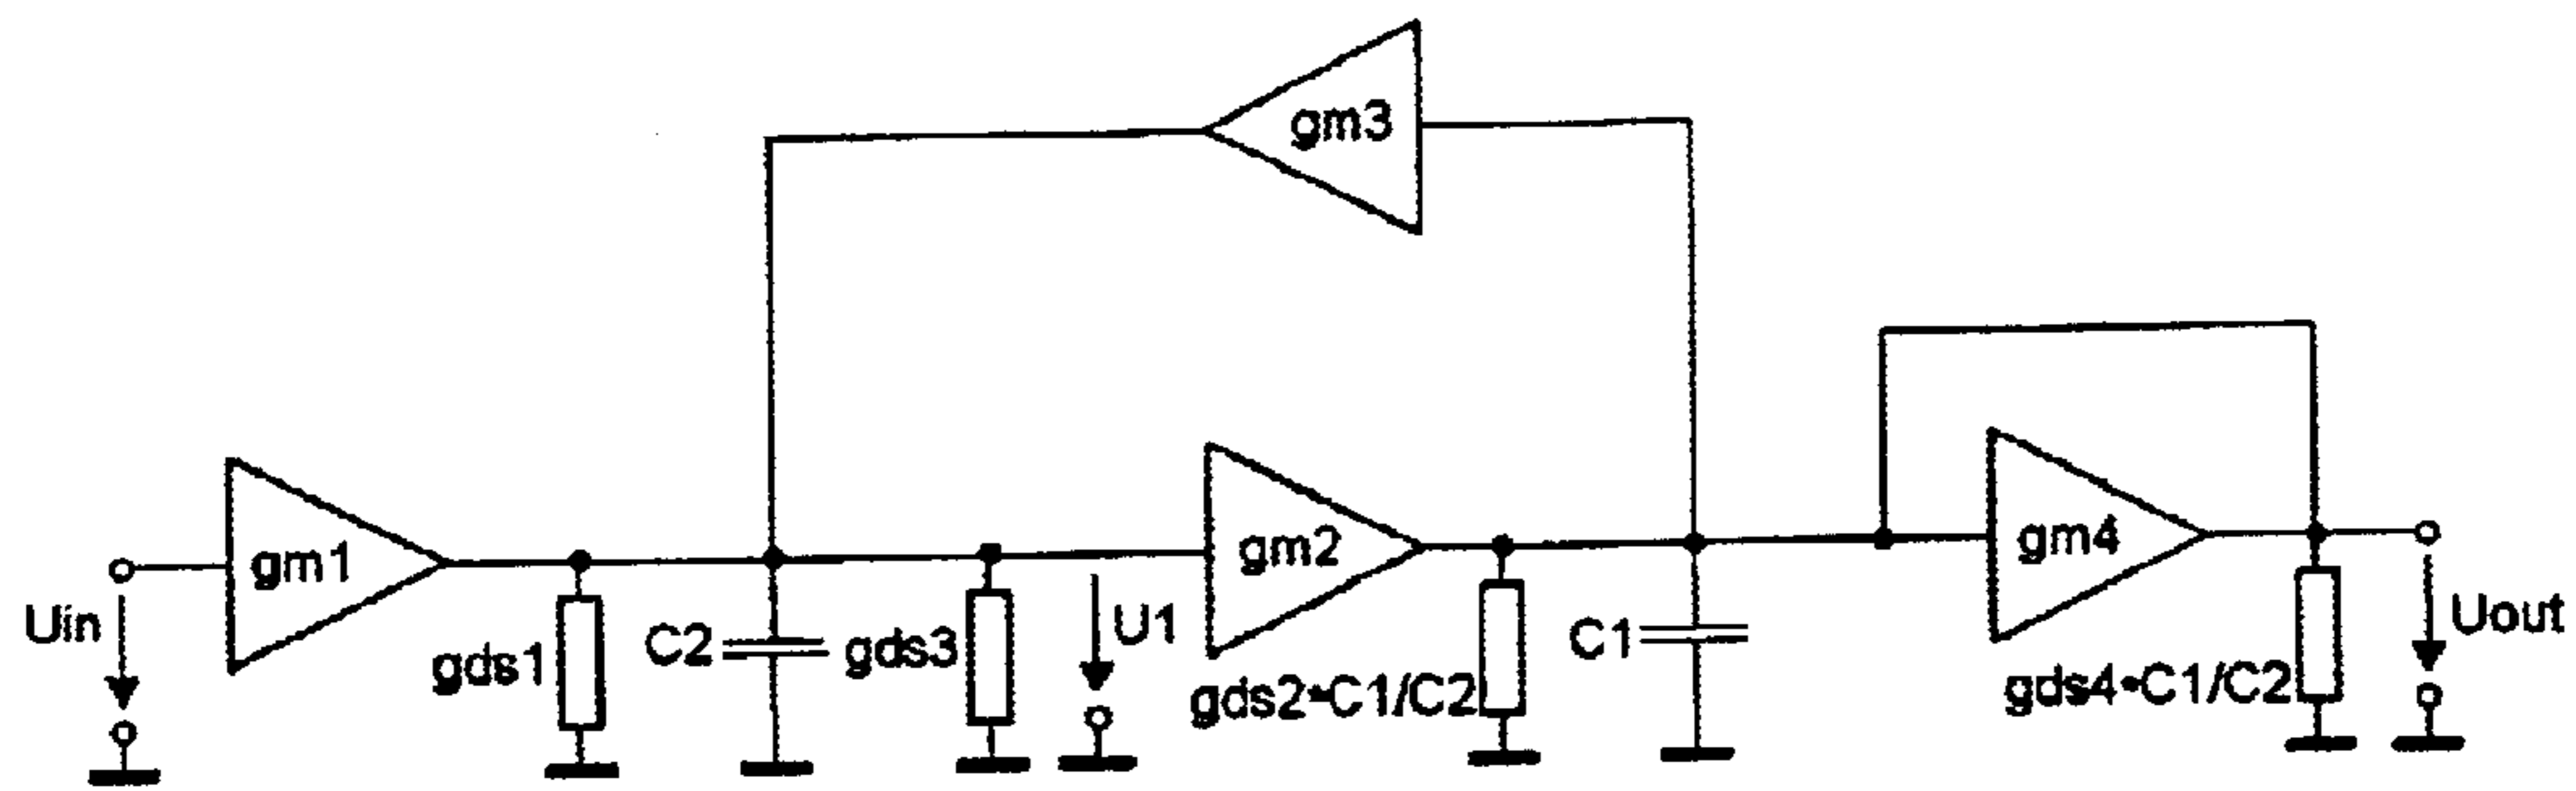 gm3
gm1
gm2
gm4
Uin
gds1
C2
gds3
U1
gds2•C1/C2
C1
gds4•C1/C2
Uout